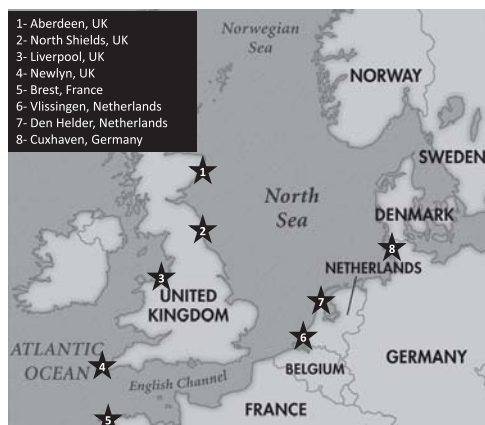 1- Aberdeen, UK
2- North Shields, UK
3- Liverpool, UK
4- Newlyn, UK
5- Brest, France
6- Vlissingen, Netherlands
7- Den Helder, Netherlands
8- Cuxhaven, Germany
Norwegian
Sea
NORWAY
SWEDEN
1
North
Sea
DENMARK
2
8
NETHERLANDS
3
UNITED
KINGDOM
7
6
ATLANTIC
OCEAN
4
BELGIUM
GERMANY
English Channel
5
FRANCE